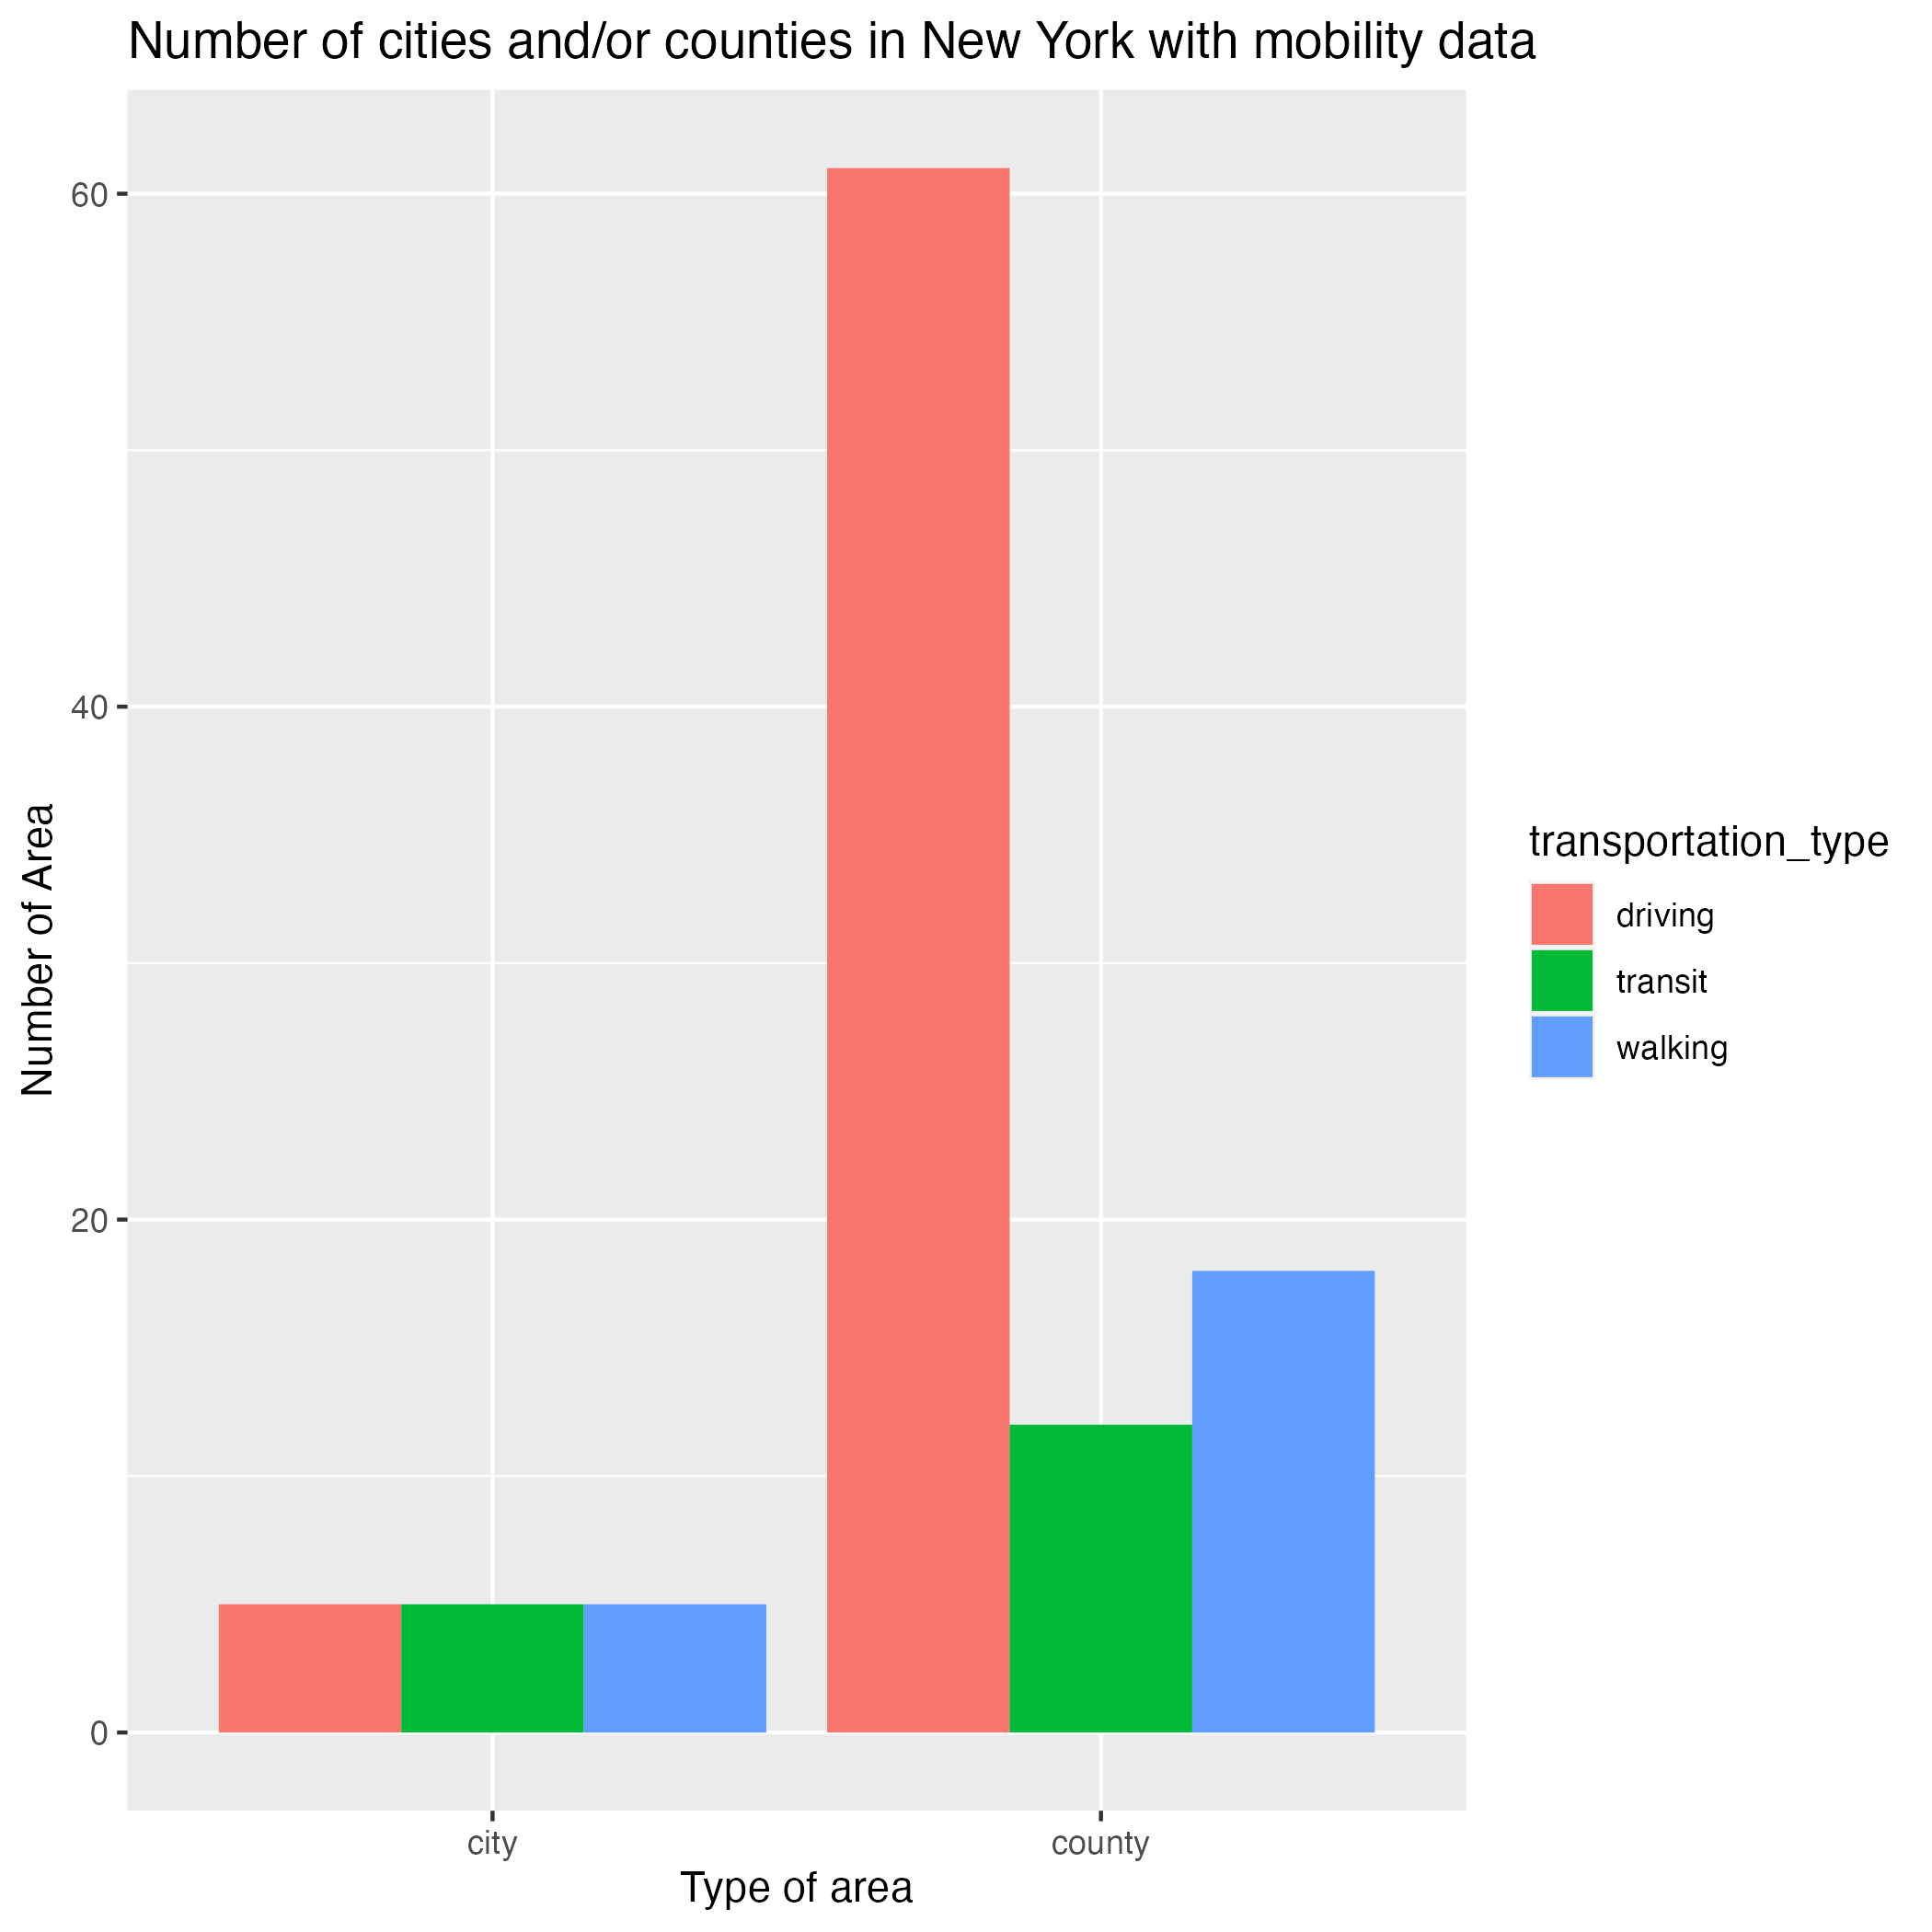 Number of cities and/or counties in New York with mobility data
Number of Area
60
40
20
0
city
county
Type of area
transportation_type
driving
transit
walking